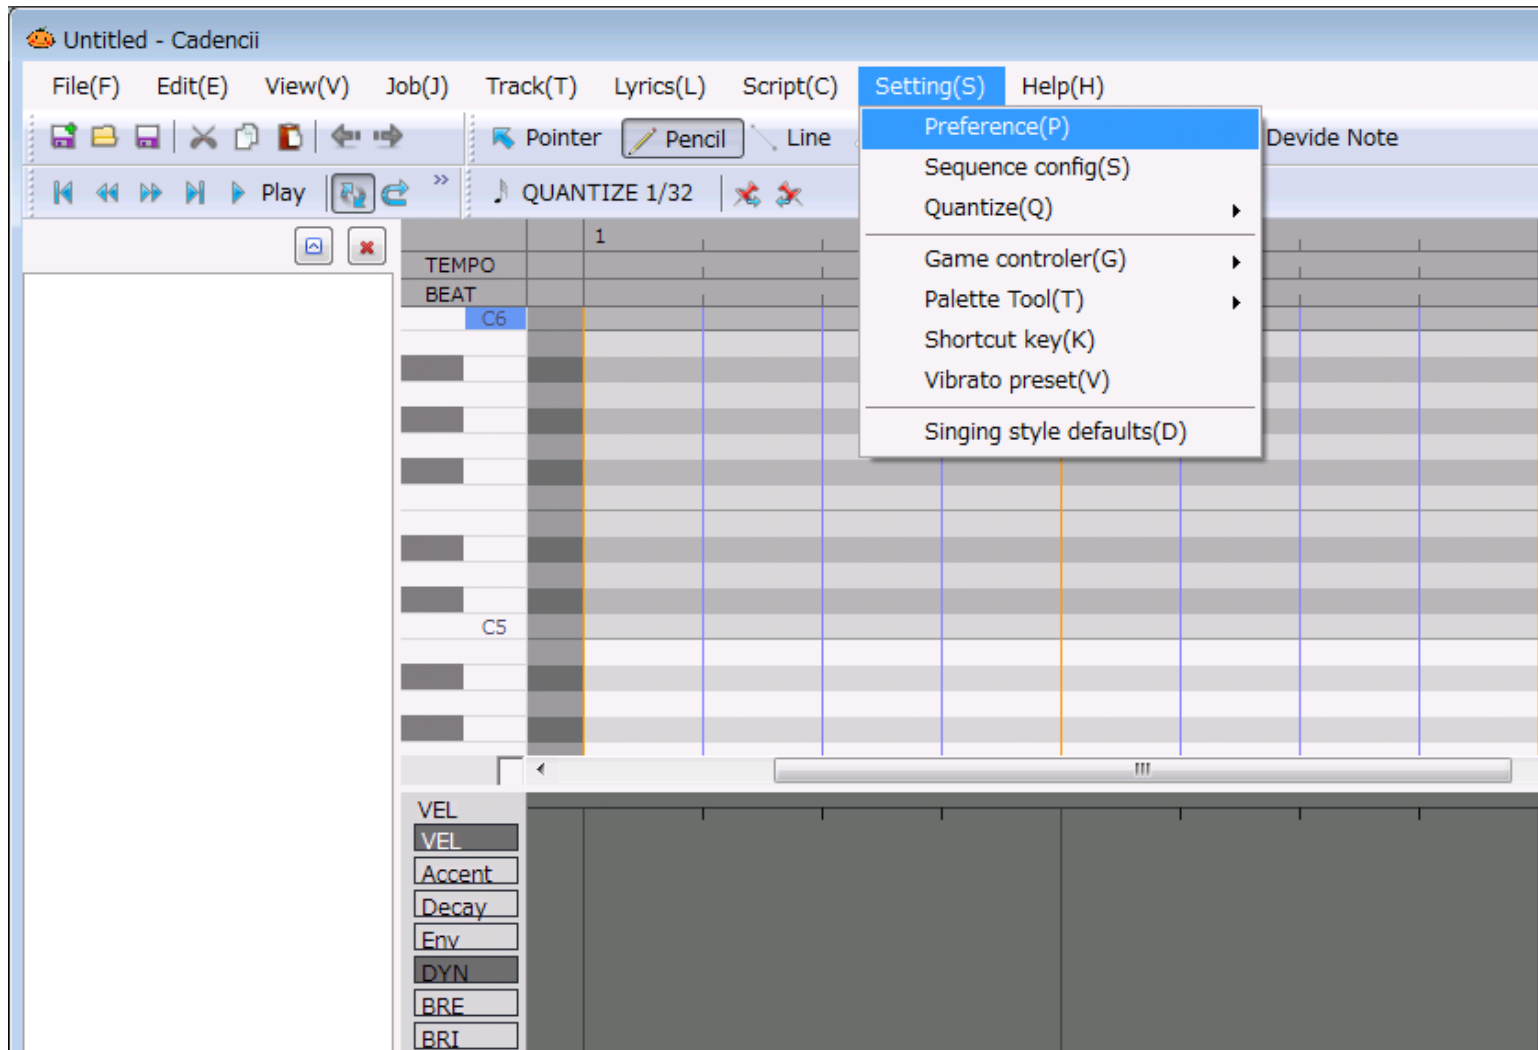 Untitled - Cadencii
File(F) Edit(E) View(V) Job(J) Track(T) Lyrics(L) Script(C) Setting(S) Help(H)
Pointer Pencil Line Devide Note
Preference(P)
Sequence config(S)
Quantize(Q)
Game controler(G)
Palette Tool(T)
Shortcut key(K)
Vibrato preset(V)
Singing style defaults(D)
Play QUANTIZE 1/32
1
TEMPO
BEAT
C6
C5
VEL
VEL
Accent
Decay
Env
DYN
BRE
BRI